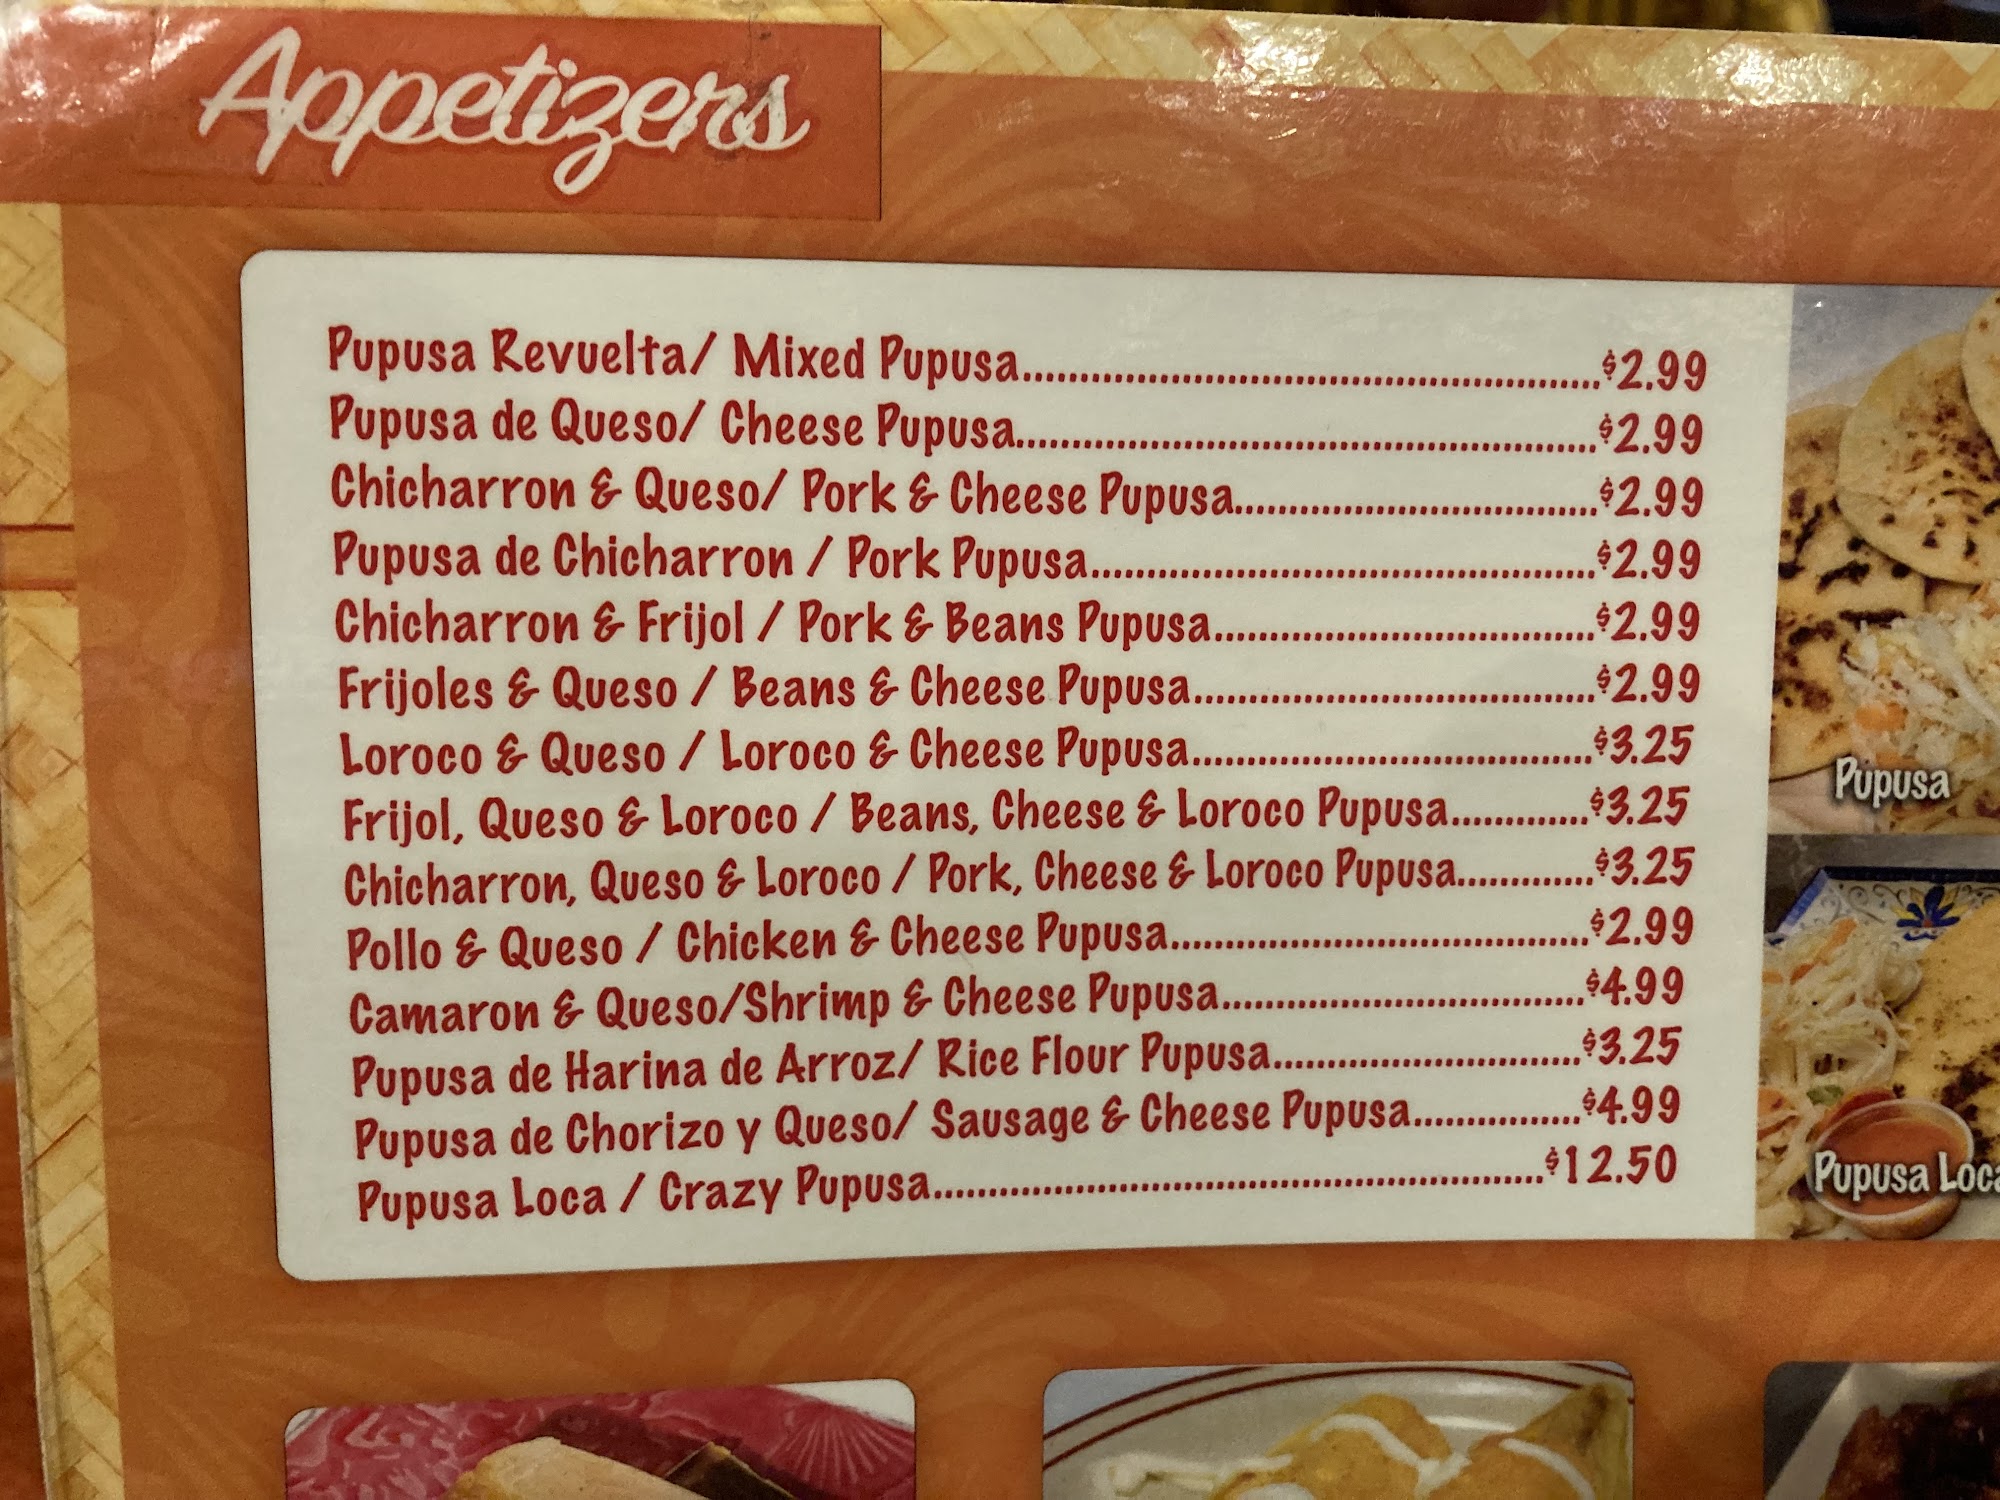 Appetizers
Pupusa Revuelta/ Mixed Pupusa..........$2.99
Pupusa de Queso/ Cheese Pupusa..........$2.99
Chicharron & Queso/ Pork & Cheese Pupusa..........$2.99
Pupusa de Chicharron / Pork Pupusa..........$2.99
Chicharron & Frijol / Pork & Beans Pupusa..........$2.99
Frijoles & Queso / Beans & Cheese Pupusa..........$2.99
Loroco & Queso / Loroco & Cheese Pupusa..........$3.25
Frijol, Queso & Loroco / Beans, Cheese & Loroco Pupusa..........$3.25
Chicharron, Queso & Loroco / Pork, Cheese & Loroco Pupusa..........$3.25
Pollo & Queso / Chicken & Cheese Pupusa..........$2.99
Camaron & Queso/Shrimp & Cheese Pupusa..........$4.99
Pupusa de Harina de Arroz/ Rice Flour Pupusa..........$3.25
Pupusa de Chorizo y Queso/ Sausage & Cheese Pupusa..........$4.99
Pupusa Loca / Crazy Pupusa..........$12.50
Pupusa
Pupusa Loca